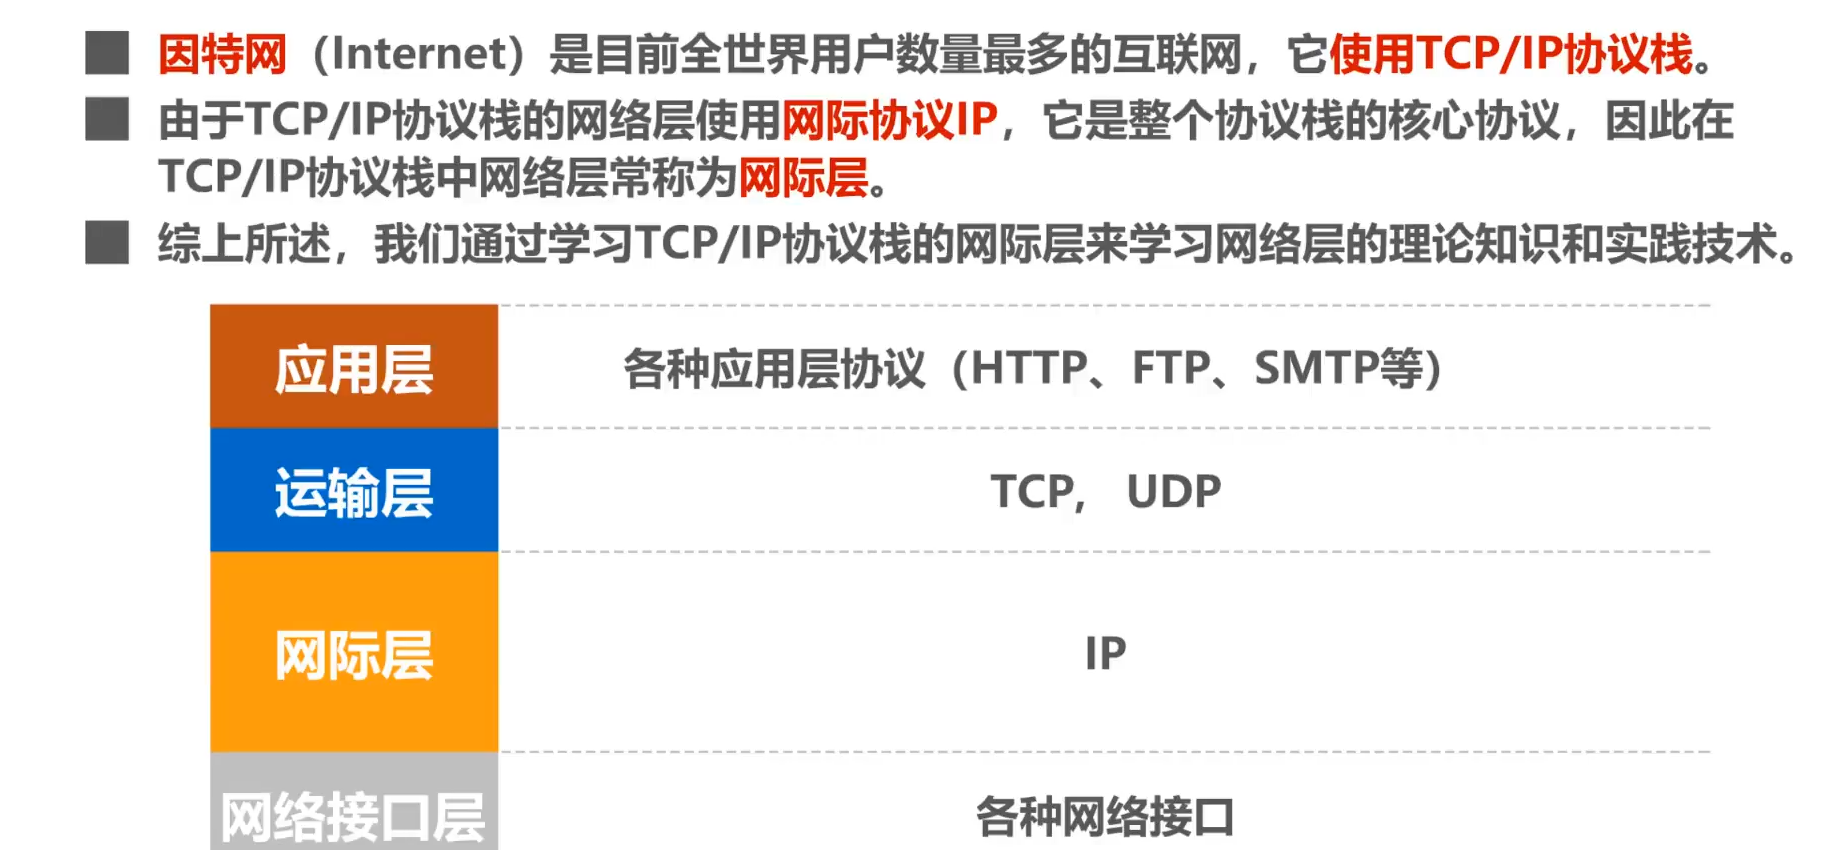 因特网（Internet）是目前全世界用户数量最多的互联网，它使用TCP/IP协议栈。
由于TCP/IP协议栈的网络层使用网际协议IP，它是整个协议栈的核心协议，因此在
TCP/IP协议栈中网络层常称为网际层。
综上所述，我们通过学习TCP/IP协议栈的网际层来学习网络层的理论知识和实践技术。
应用层 各种应用层协议（HTTP、FTP、SMTP等）
运输层 TCP, UDP
网际层 IP
网络接口层 各种网络接口